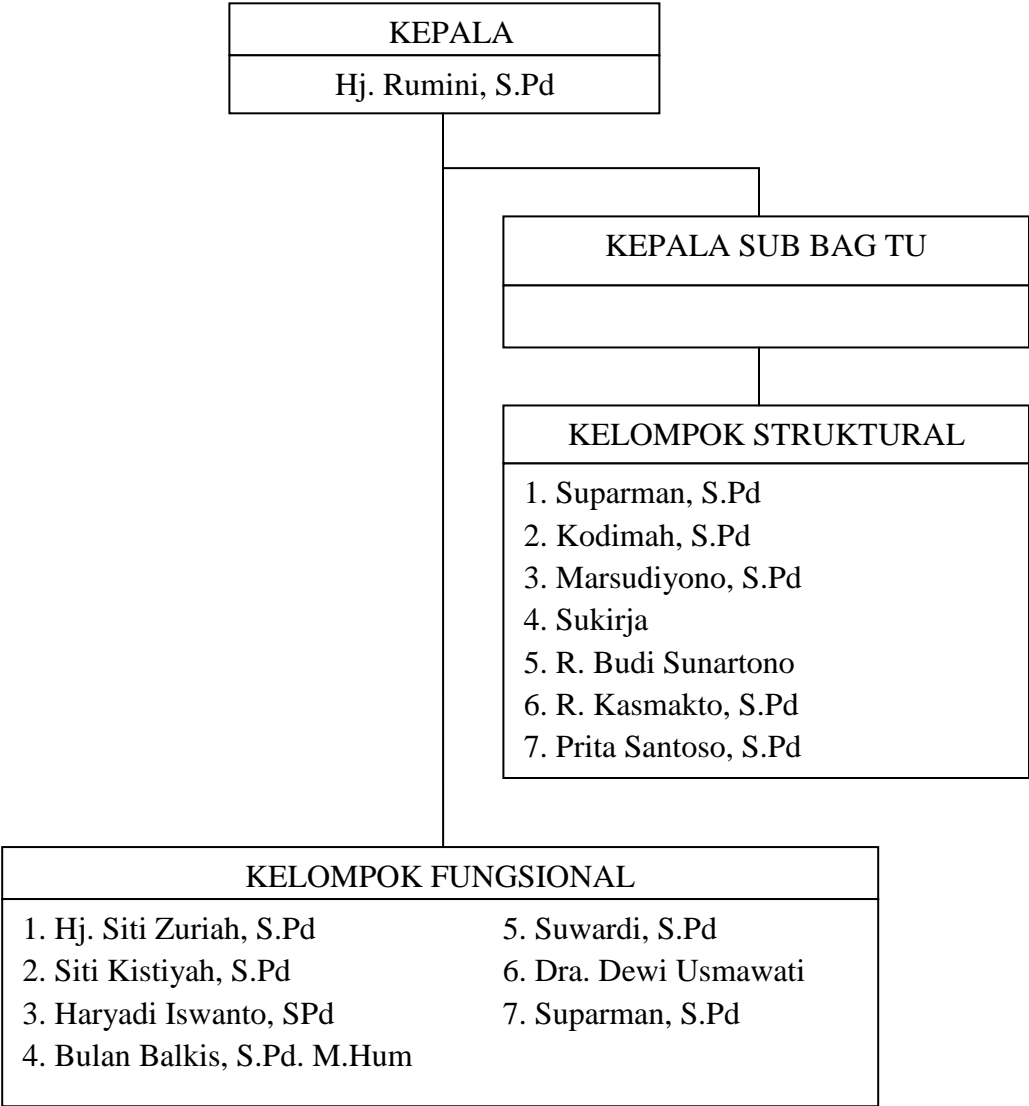 KEPALA
Hj. Rumini, S.Pd
KEPALA SUB BAG TU
KELOMPOK STRUKTURAL
1. Suparman, S.Pd
2. Kodimah, S.Pd
3. Marsudiyono, S.Pd
4. Sukirja
5. R. Budi Sunartono
6. R. Kasmakto, S.Pd
7. Prita Santoso, S.Pd
KELOMPOK FUNGSIONAL
1. Hj. Siti Zuriah, S.Pd
2. Siti Kistiyah, S.Pd
3. Haryadi Iswanto, SPd
4. Bulan Balkis, S.Pd. M.Hum
5. Suwardi, S.Pd
6. Dra. Dewi Usmawati
7. Suparman, S.Pd